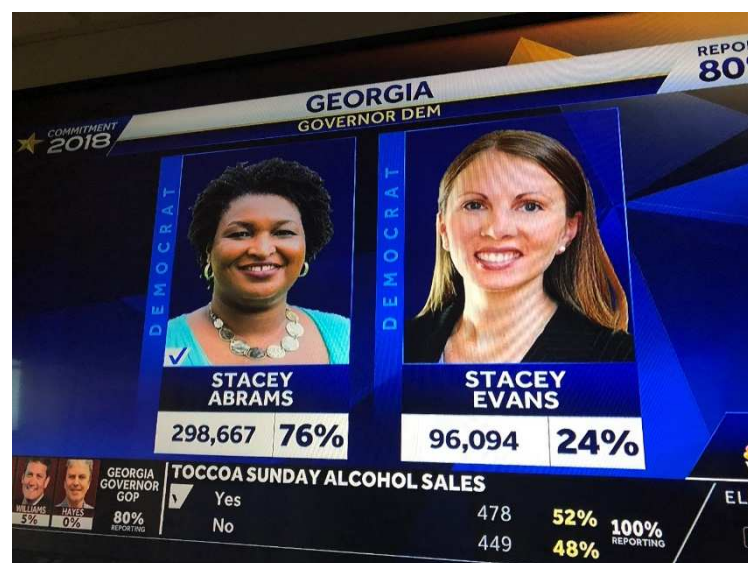 REPO
80
GEORGIA
GOVERNOR DEM
COMMITMENT
2018
DEMOCRAT
DEMOCRAT
STACEY
ABRAMS
298,667 76%
STACEY
EVANS
96,094 24%
WILLIAMS
5%
HAYES
0%
GEORGIA
GOVERNOR
GOP
80%
REPORTING
TOCCOA SUNDAY ALCOHOL SALES
Yes 478 52%
No 449 48%
100%
REPORTING
EL